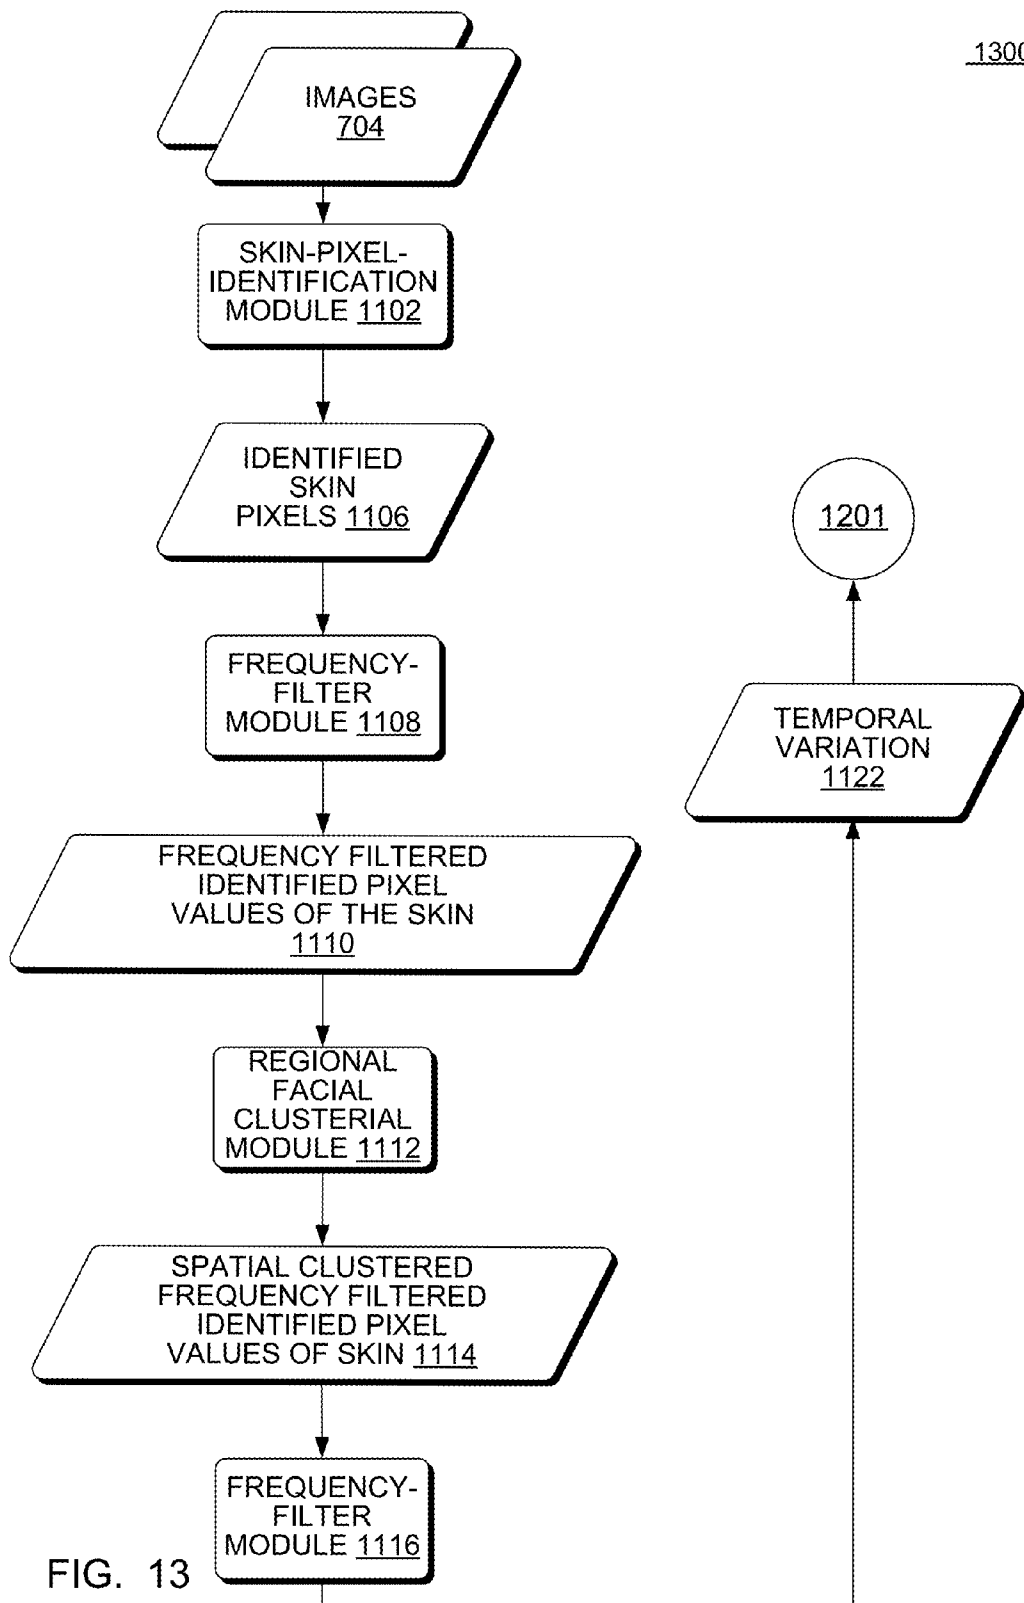 1300
IMAGES
704
SKIN-PIXEL-
IDENTIFICATION
MODULE 1102
IDENTIFIED
SKIN
PIXELS 1106
FREQUENCY-
FILTER
MODULE 1108
FREQUENCY FILTERED
IDENTIFIED PIXEL
VALUES OF THE SKIN
1110
REGIONAL
FACIAL
CLUSTERIAL
MODULE 1112
SPATIAL CLUSTERED
FREQUENCY FILTERED
IDENTIFIED PIXEL
VALUES OF SKIN 1114
FREQUENCY-
FILTER
MODULE 1116
1201
TEMPORAL
VARIATION
1122
FIG. 13